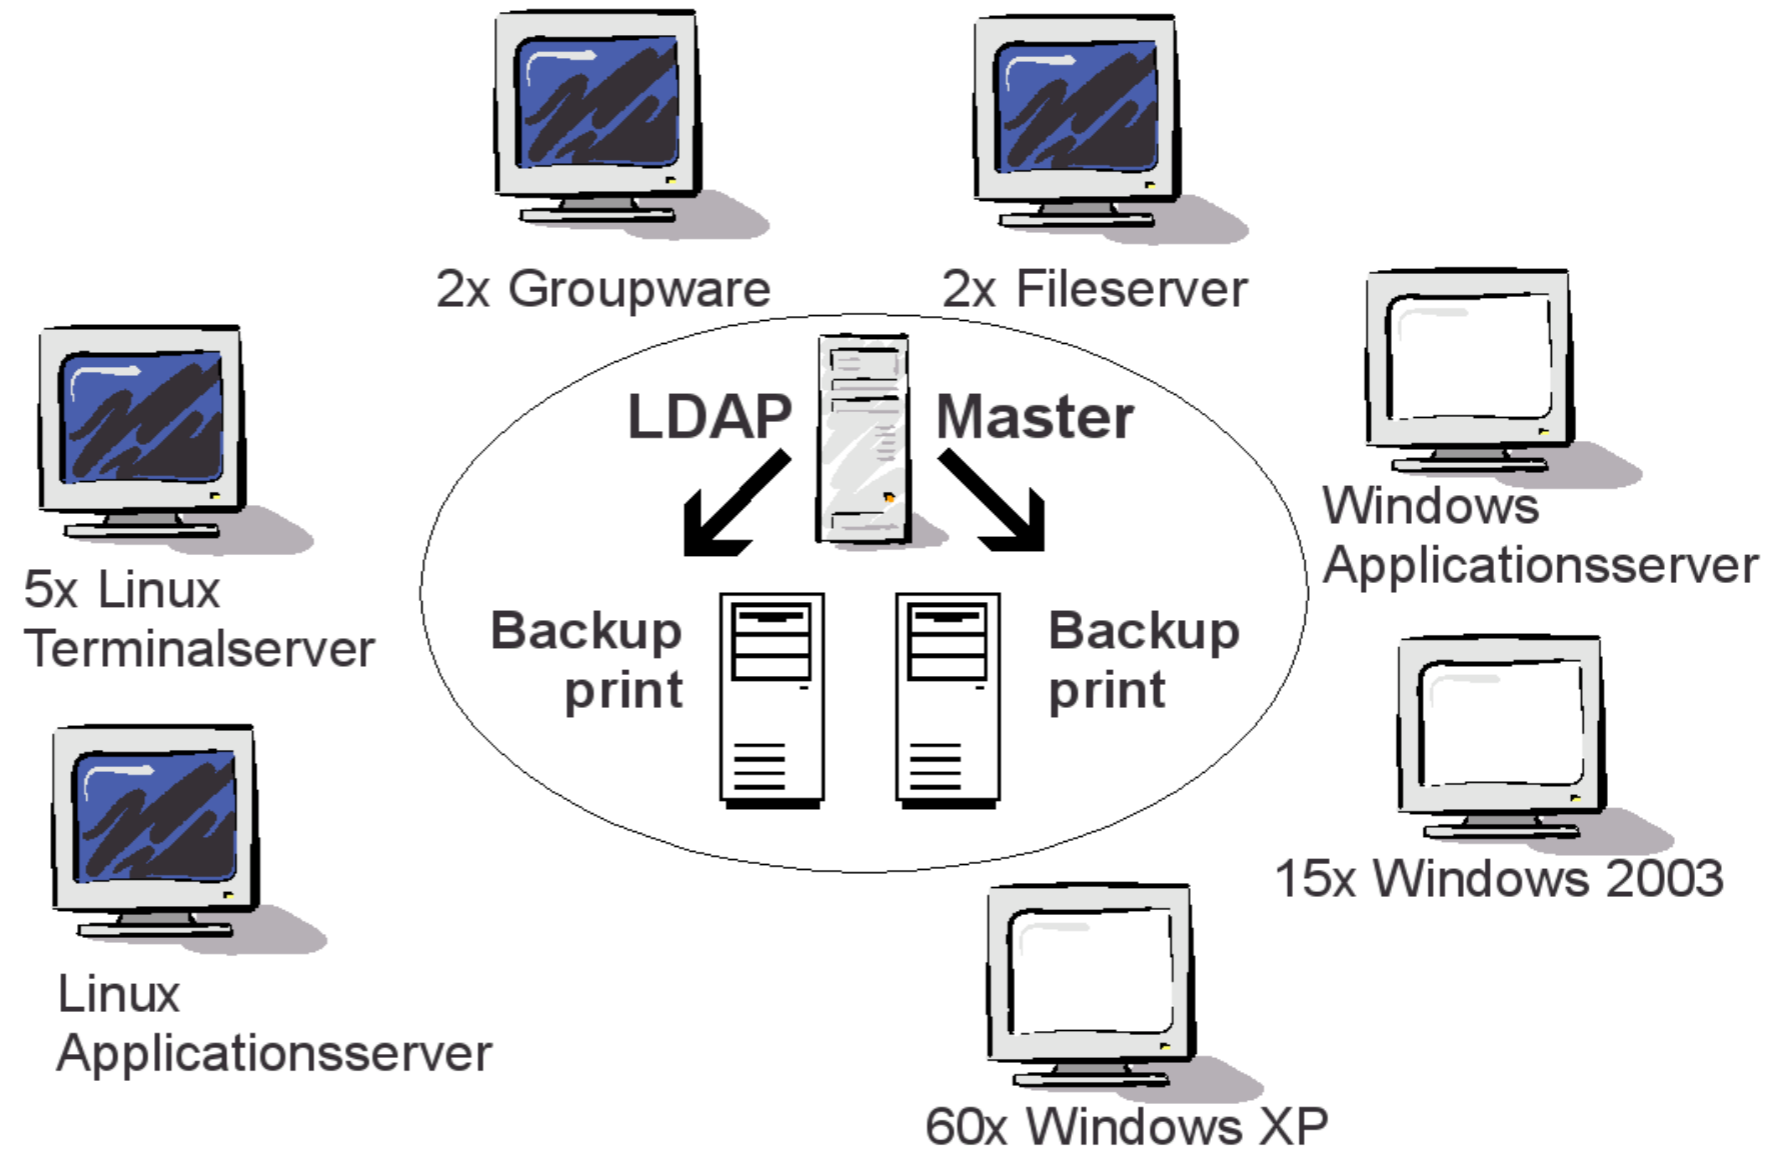 2x Groupware
2x Fileserver
LDAP Master
Windows
Applicationsserver
5x Linux
Terminalserver
Backup
print
Backup
print
15x Windows 2003
Linux
Applicationsserver
60x Windows XP